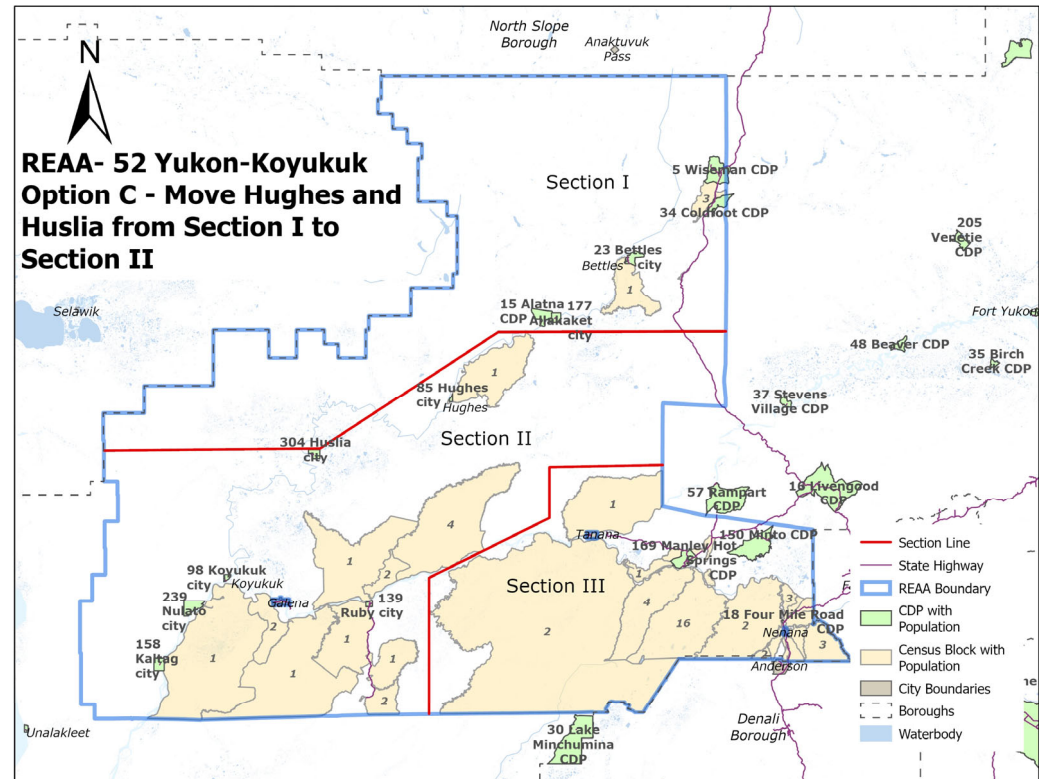 North Slope
Borough
Anaktuvuk
Pass
N
REAA- 52 Yukon-Koyukuk
Option C - Move Hughes and
Huslia from Section I to
Section II
Section I
5 Wiseman CDP
3
34 Coldfoot CDP
205
Venetie
CDP
23 Bettles
city
Bettles
1
Selawik
15 Alatna
CDP
177
Allakaket
city
Fort Yukon
48 Beaver CDP
35 Birch
Creek CDP
1
85 Hughes
city
Hughes
37 Stevens
Village CDP
304 Huslia
city
Section II
16 Livengood
CDP
57 Rampart
CDP
1
4
Tanana
150 Minto CDP
169 Manley Hot
Springs
CDP
Section Line
State Highway
REAA Boundary
CDP with
Population
Census Block with
Population
City Boundaries
Boroughs
Waterbody
1
2
98 Koyukuk
city
Koyukuk
Section III
1
239
Nulato
city
Galena
139
Ruby city
4
3
18 Four Mile Road
CDP
2
1
2
16
2
Nenana
3
158
Kaltag
city
1
1
1
2
Anderson
2
Unalakleet
30 Lake
Minchumina
CDP
Denali
Borough